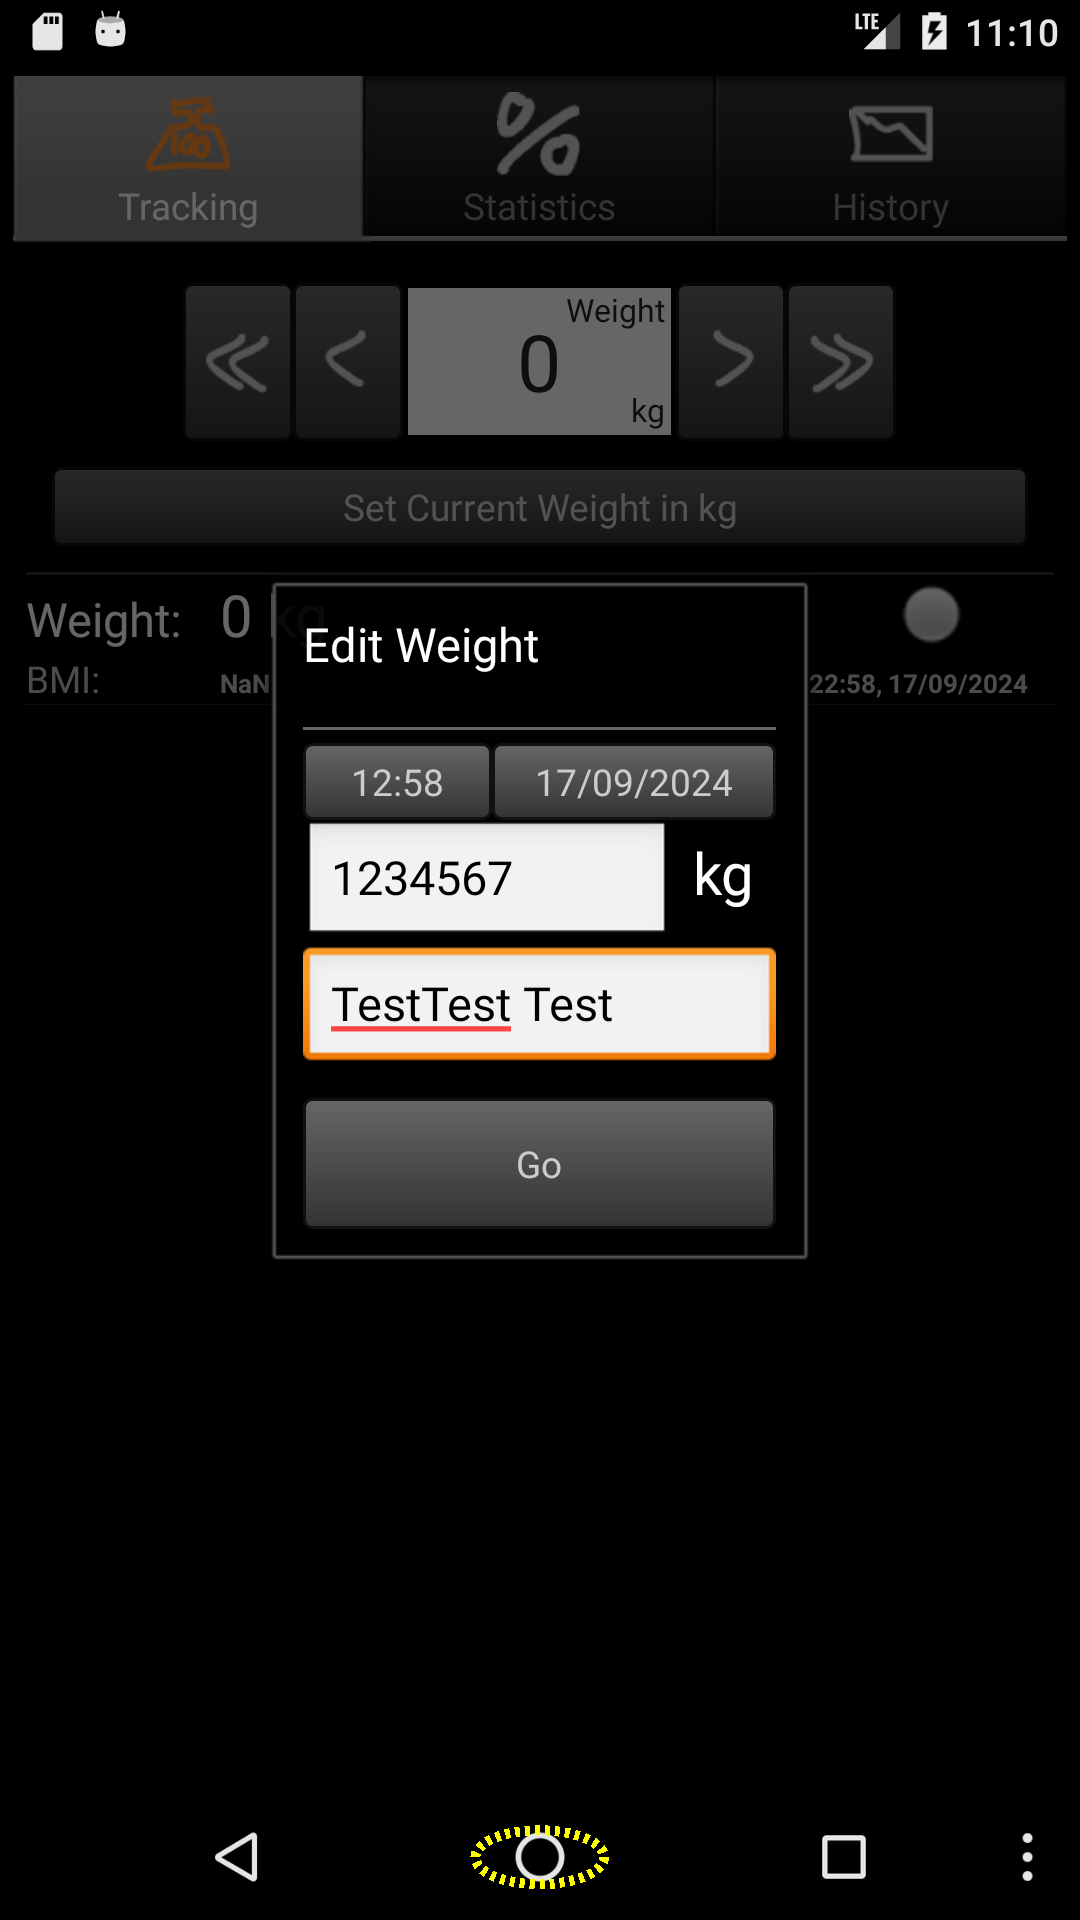 LTE 11:10
50
100
Tracking Statistics History
Weight
0
kg
Set Current Weight in kg
Weight: 0 kg
BMI: NaN 22:58, 17/09/2024
Edit Weight
12:58 17/09/2024
1234567 kg
TestTest Test
Go